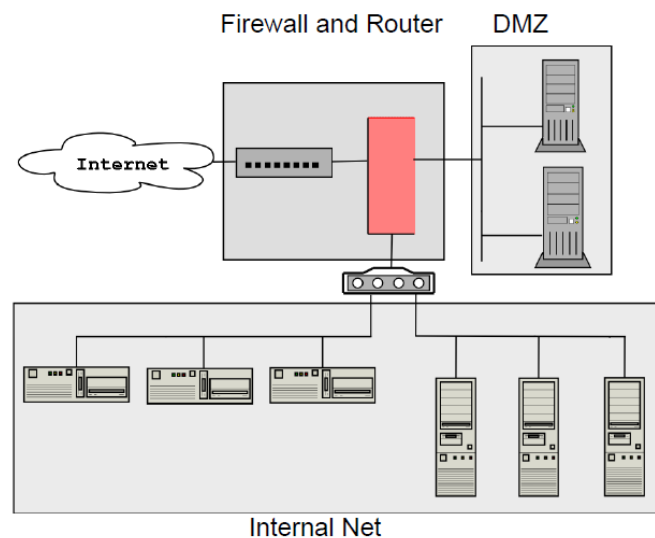 Firewall and Router
DMZ
Internet
Internal Net